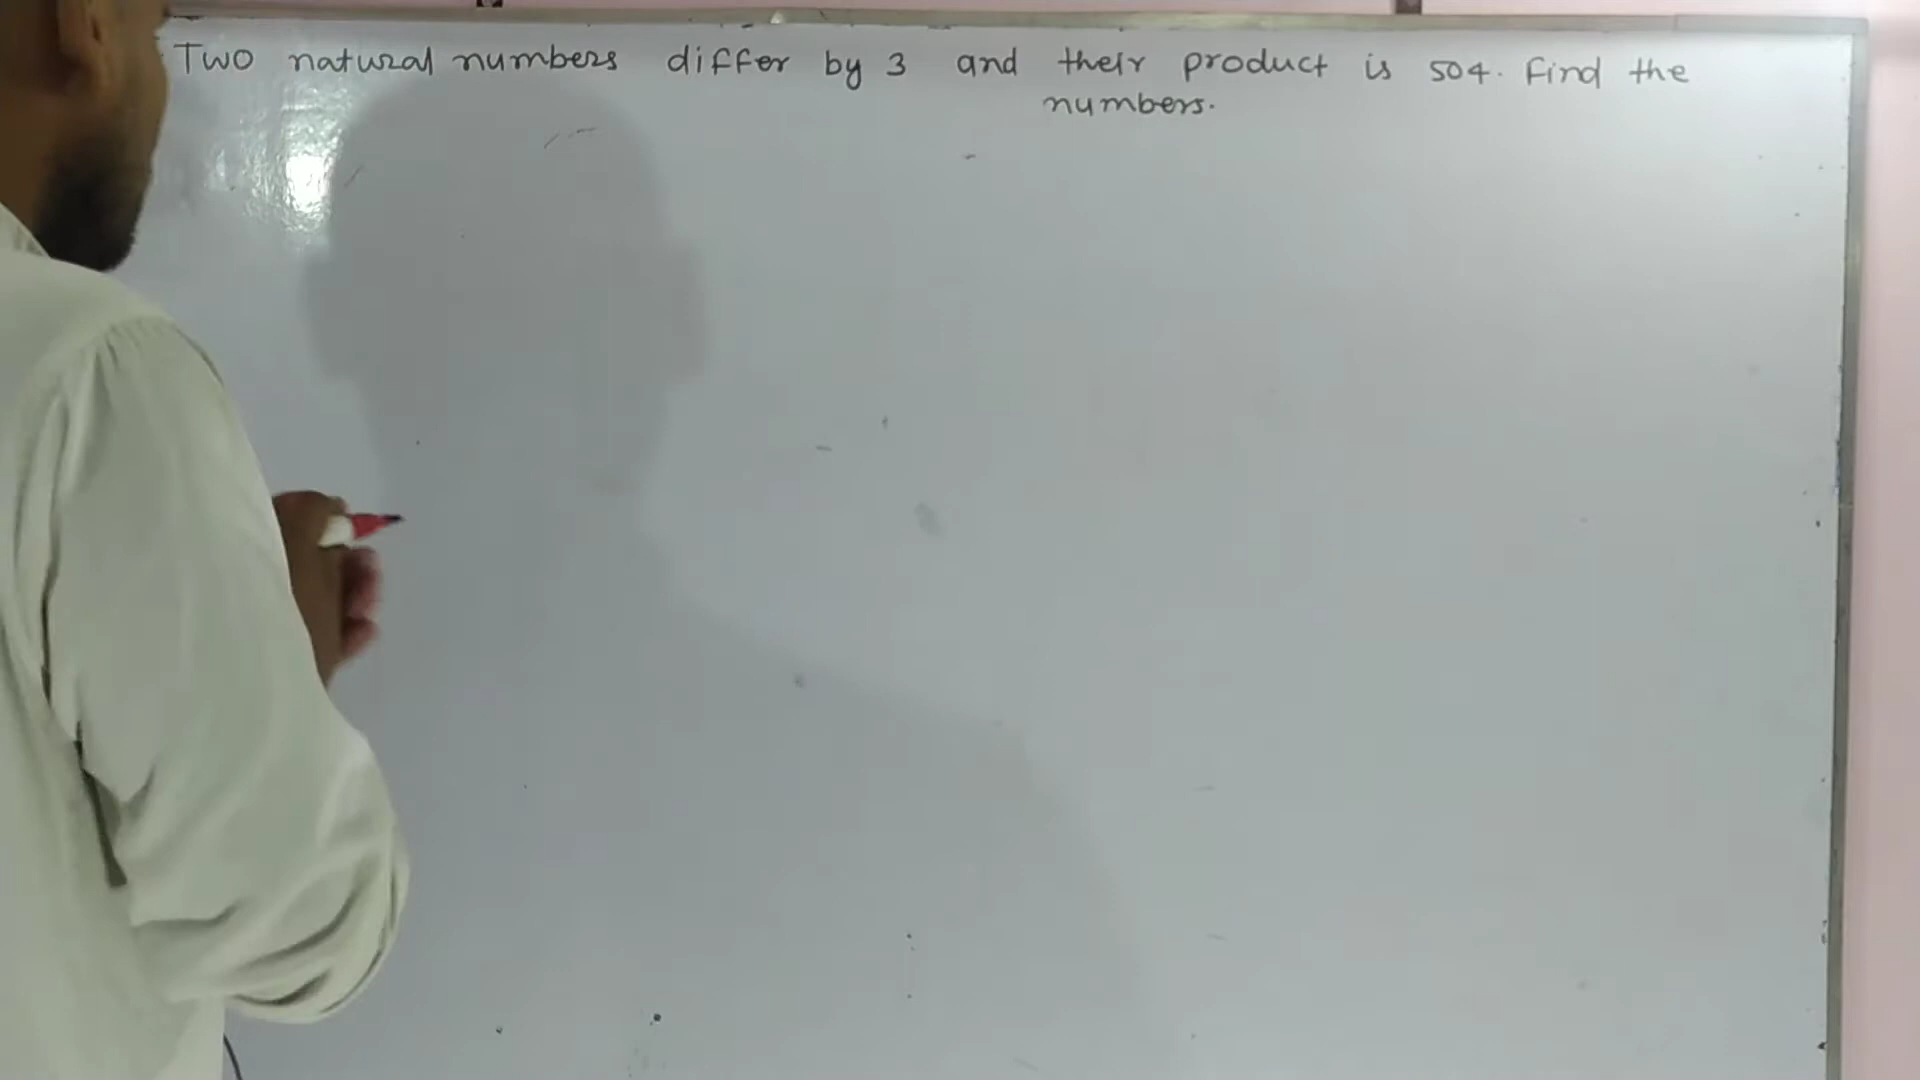 Two natural numbers differ by 3 and their product is 504. Find the
numbers.